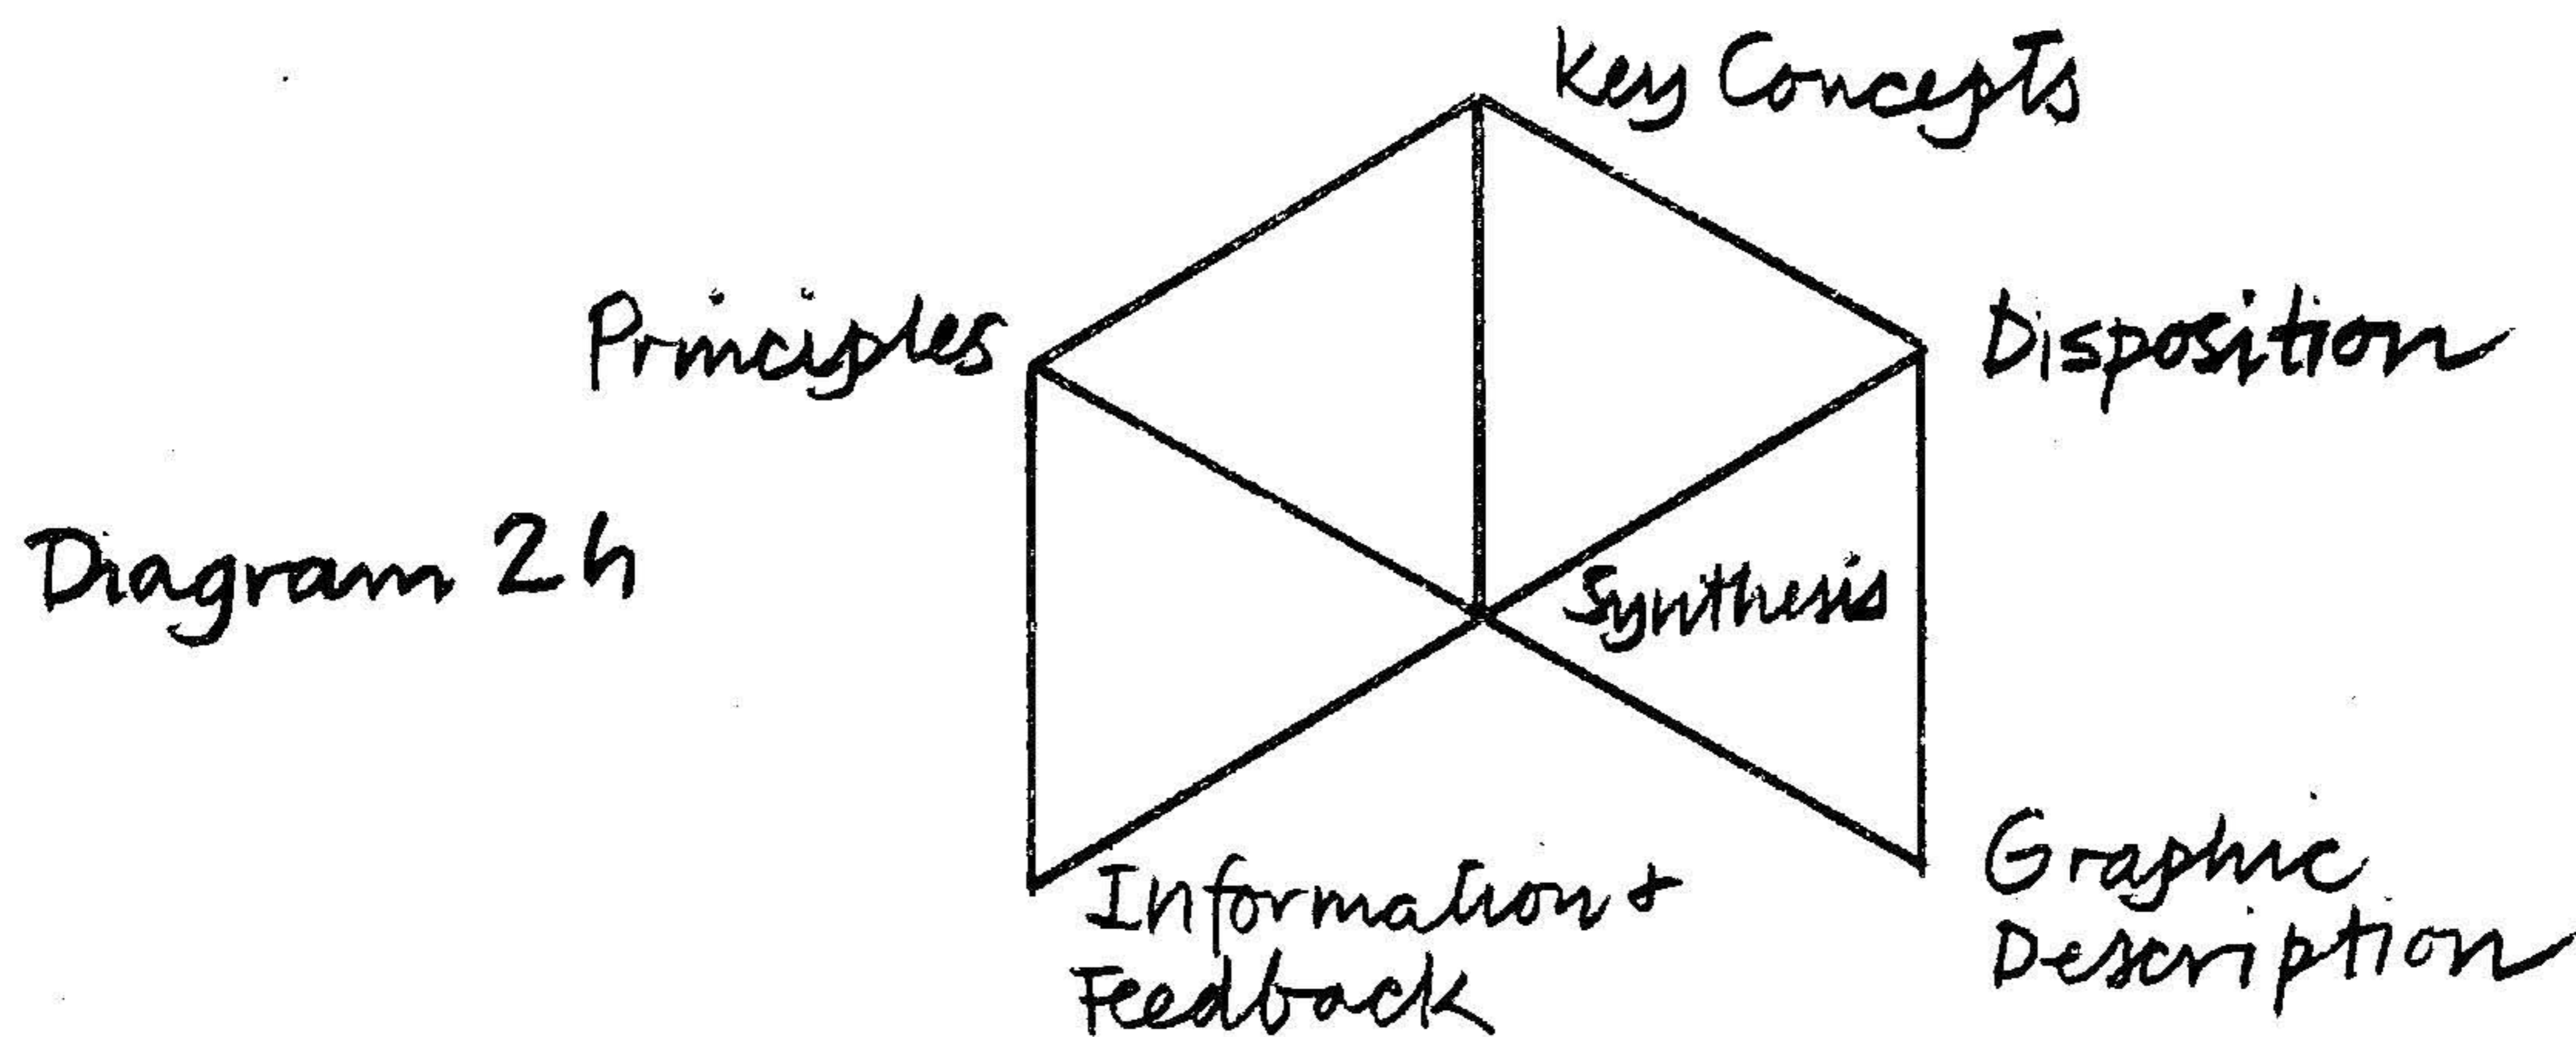 Key Concepts
Principles
Disposition
Diagram 2h
Synthesis
Information +
Feedback
Graphic
Description